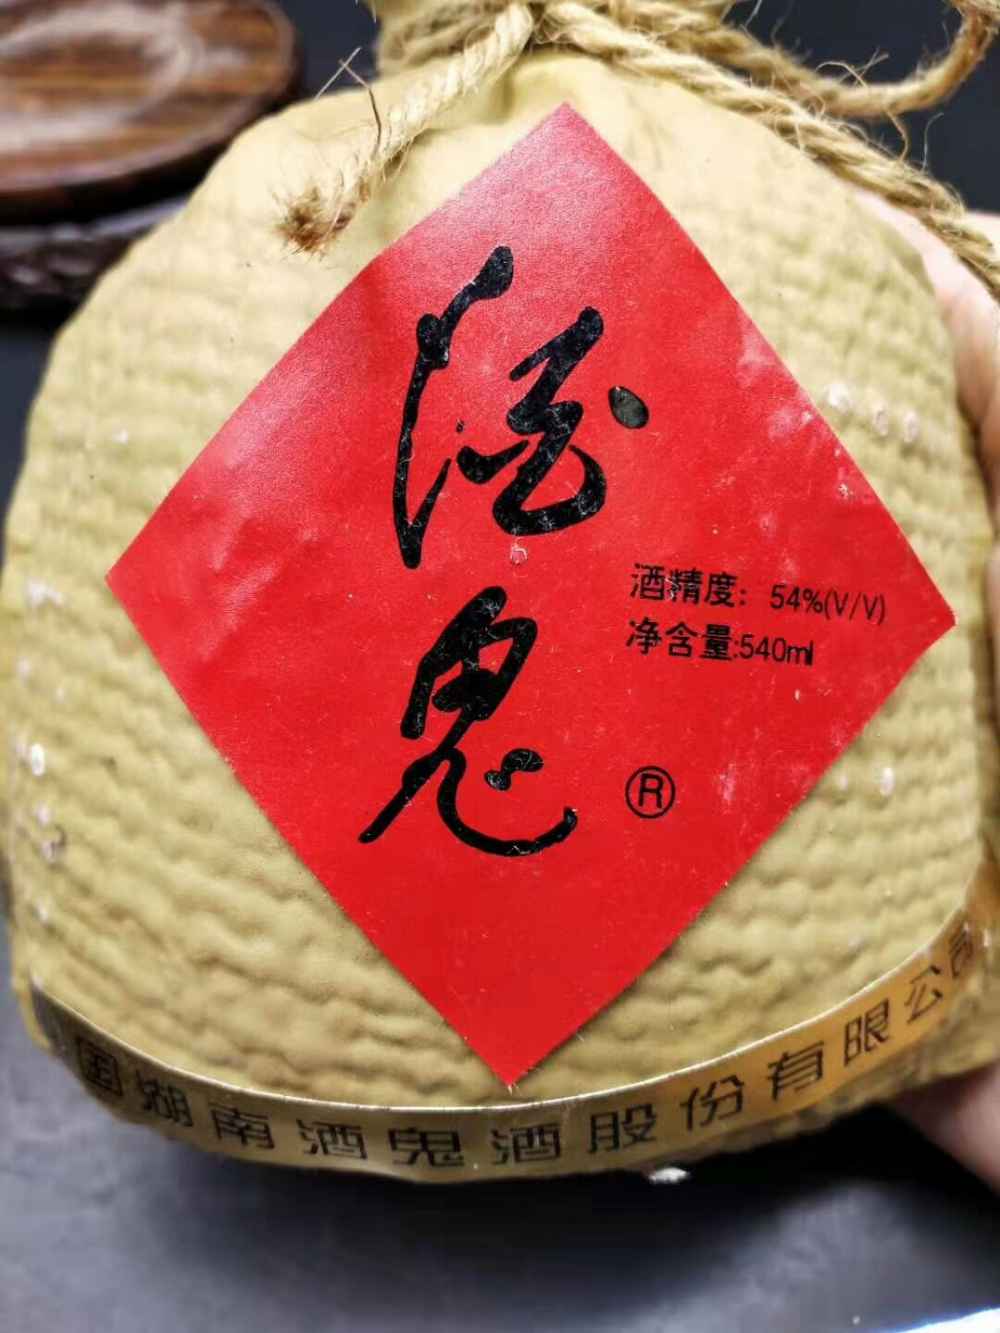 酒鬼
酒精度：54%(V/V)
净含量:540ml
®
国湖南酒鬼酒股份有限公司